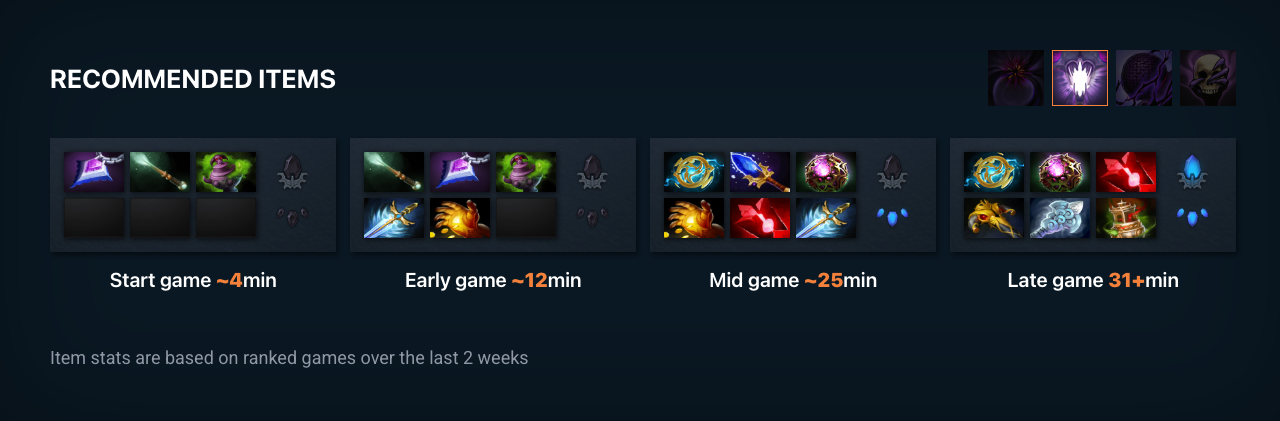 RECOMMENDED ITEMS
Start game ~4min
Early game ~12min
Mid game ~25min
Late game 31+min
Item stats are based on ranked games over the last 2 weeks